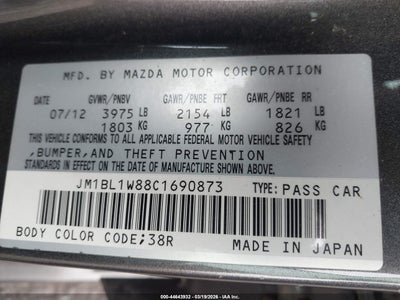 MFD. BY MAZDA MOTOR CORPORATION
DATE GVWR/PNBV GAWR/PNBE FRT GAWR/PNBE RR
07/12 3975 LB 2154 LB 1821 LB
1803 KG 977 KG 826 KG
THIS VEHICLE CONFORMS TO ALL APPLICABLE FEDERAL MOTOR VEHICLE SAFETY
,BUMPER,AND THEFT PREVENTION
STANDARDS IN EFFECT ON THE DATE OF MANUFACTURE SHOWN ABOVE.
JM1BL1W88C1690873 TYPE: PASS CAR
BODY COLOR CODE;38R MADE IN JAPAN
000-44643932 - 03/19/2026 - IAA Inc.